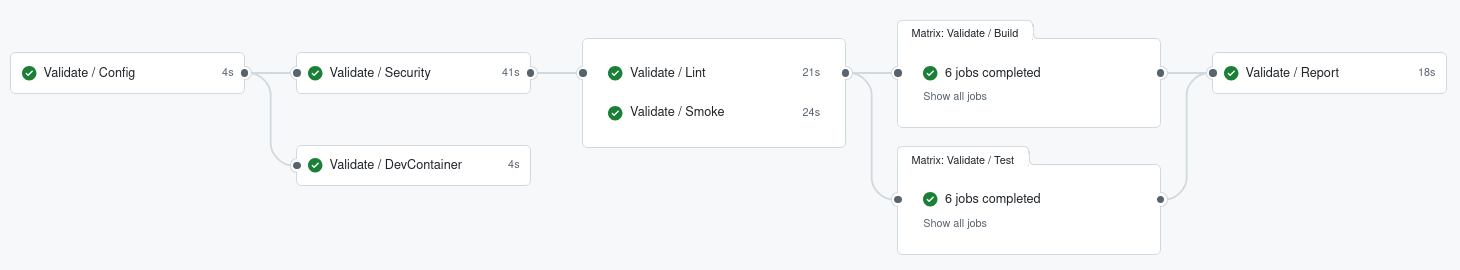 Validate / Config 4s
Validate / Security 41s
Validate / DevContainer 4s
Validate / Lint 21s
Validate / Smoke 24s
Matrix: Validate / Build
6 jobs completed
Show all jobs
Matrix: Validate / Test
6 jobs completed
Show all jobs
Validate / Report 18s